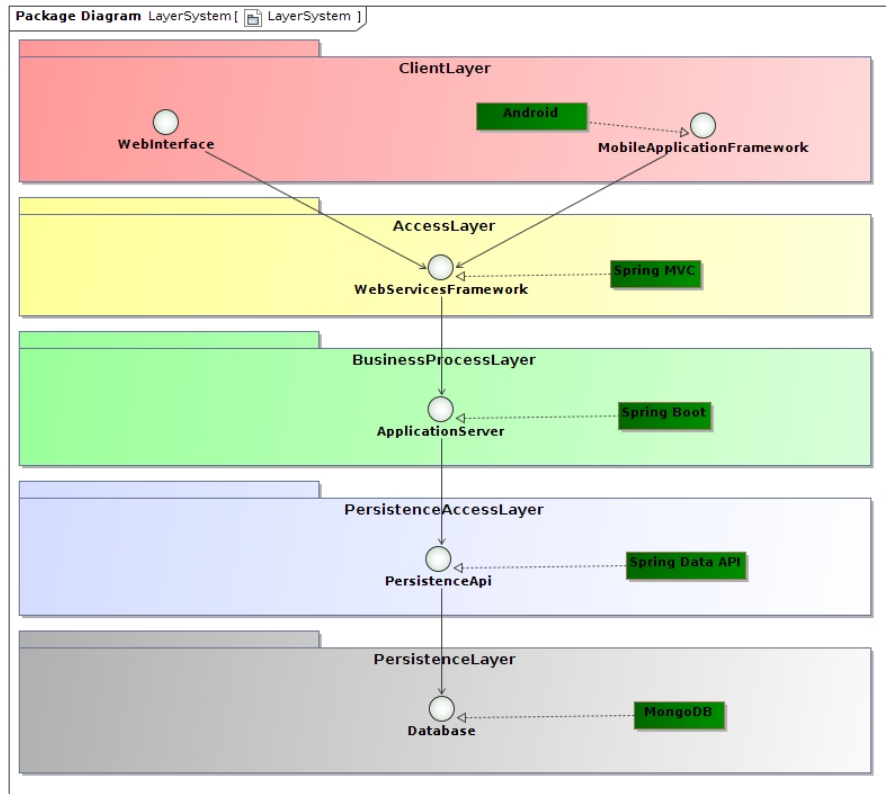 Package Diagram LayerSystem [ LayerSystem ]
ClientLayer
Android
WebInterface
MobileApplicationFramework
AccessLayer
Spring MVC
WebServicesFramework
BusinessProcessLayer
Spring Boot
ApplicationServer
PersistenceAccessLayer
Spring Data API
PersistenceApi
PersistenceLayer
MongoDB
Database